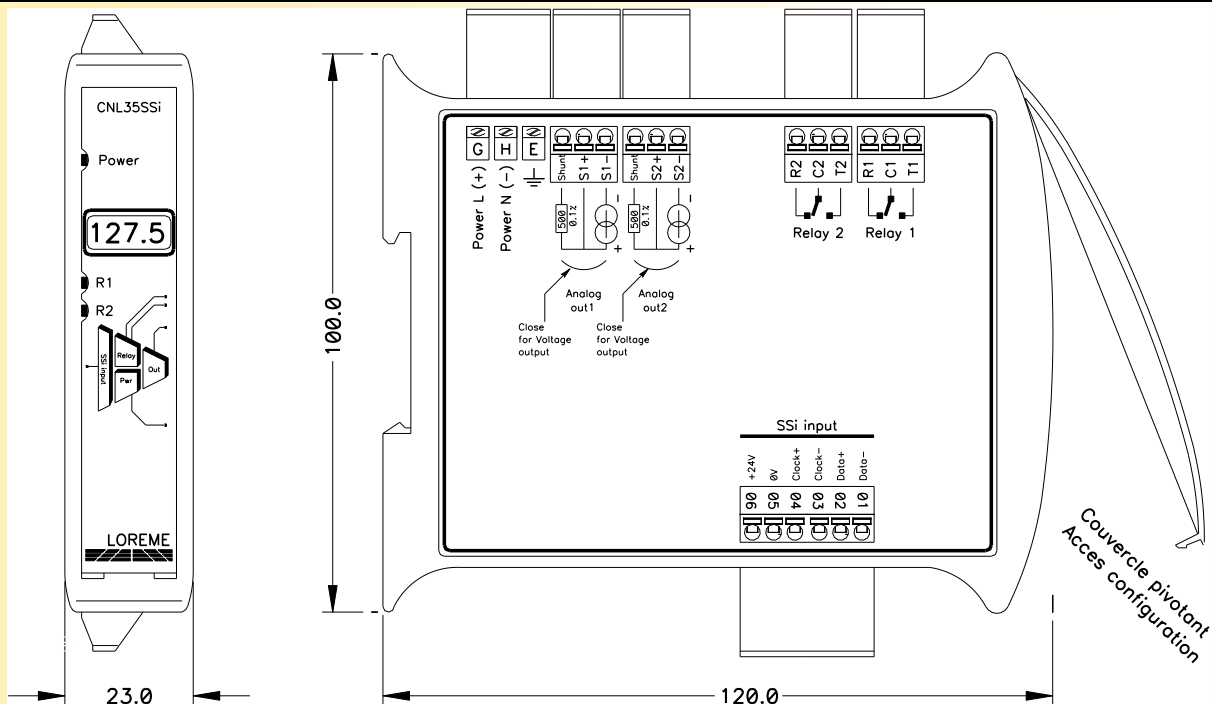 CNL35SSi
Power
127.5
R1
R2
SSi input
Relay
Pwr
Out
LOREME
23.0
100.0
G H E
Power L (+)
Power N (-)
Shunt S1+ S1-
Shunt S2+ S2-
500 0.1%
500 0.1%
-
+
-
+
Analog
out1
Analog
out2
Close
for Voltage
output
Close
for Voltage
output
R2 C2 T2
R1 C1 T1
Relay 2
Relay 1
SSi input
+24V 0V Clock+ Clock- Data+ Data-
06 05 04 03 02 01
120.0
Couvercle pivotant
Acces configuration